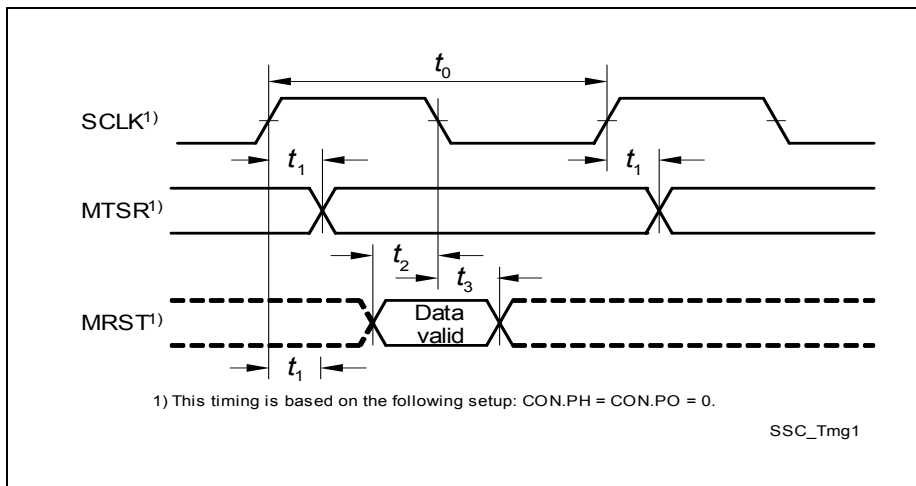 t0
SCLK1)
t1
t1
MTSR1)
t2
t3
MRST1)
Data
valid
t1
1) This timing is based on the following setup: CON.PH = CON.PO = 0.
SSC_Tmg1